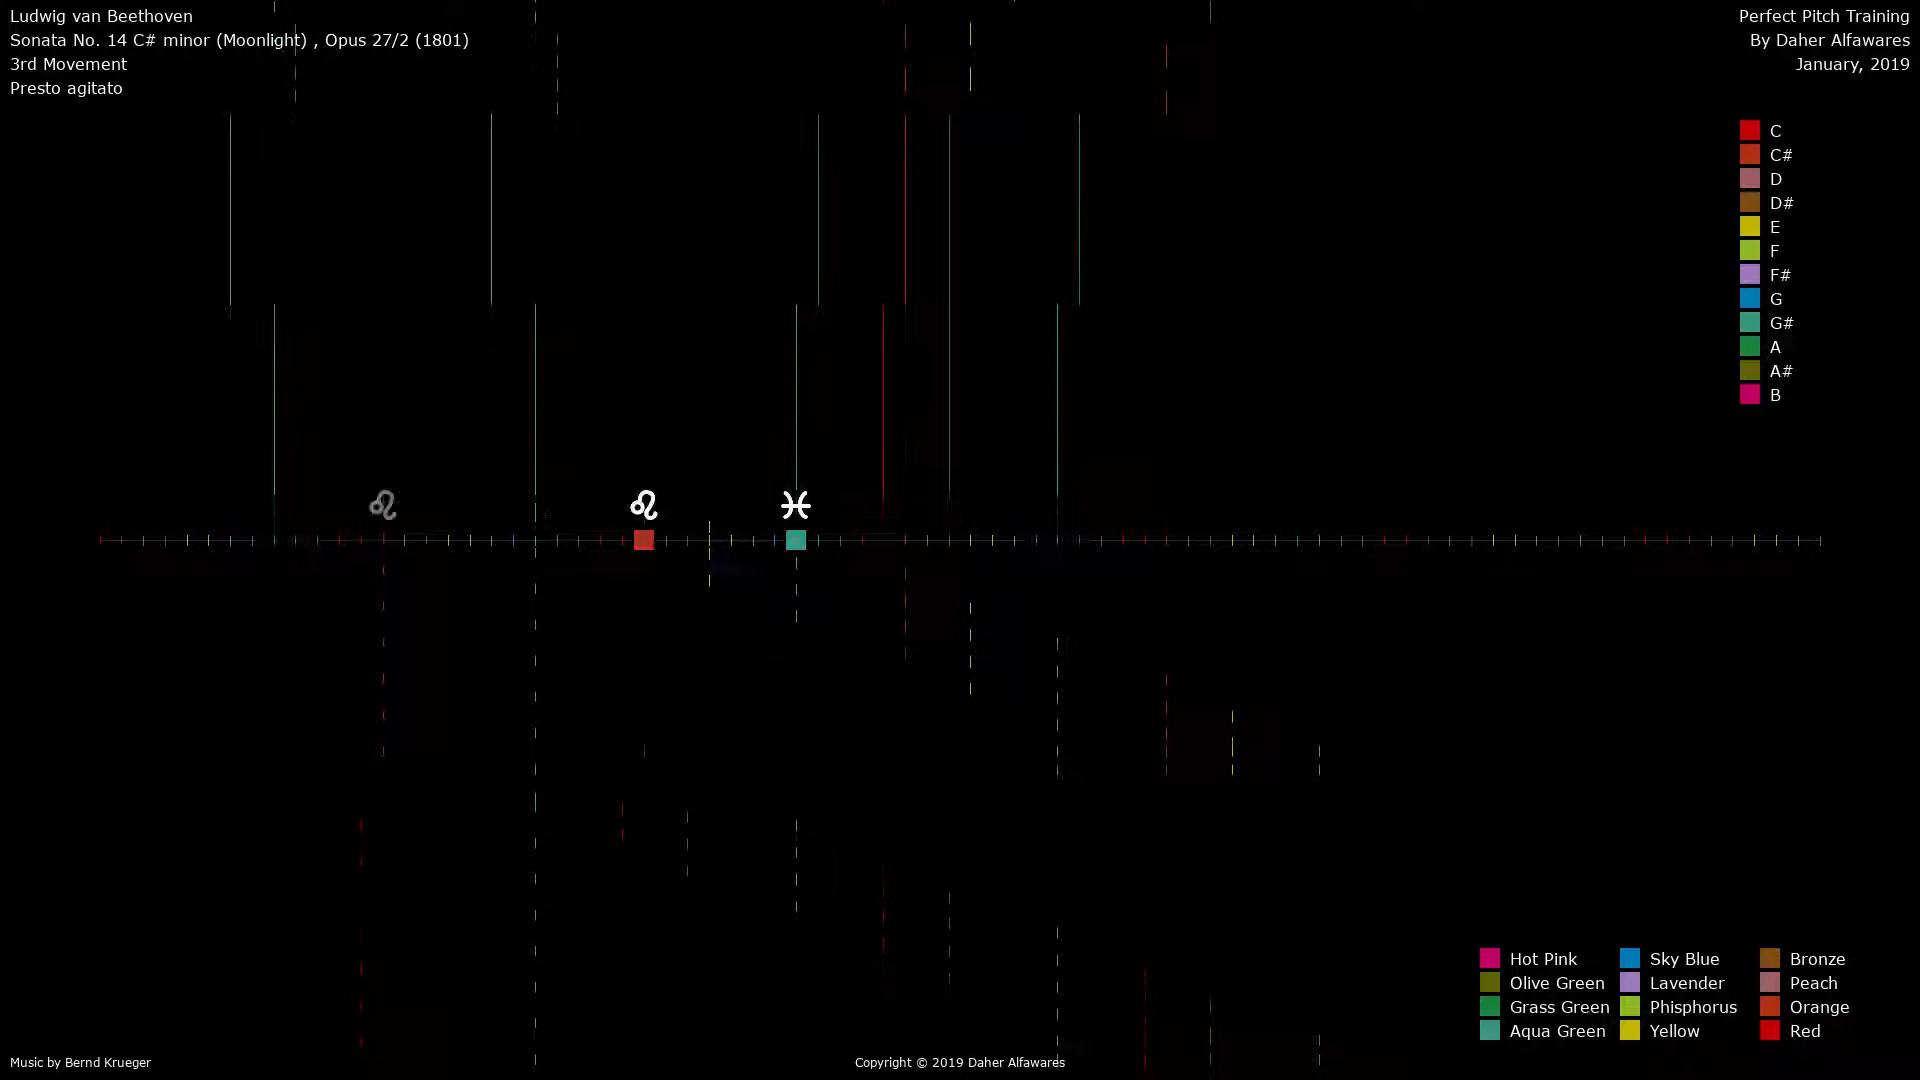 Ludwig van Beethoven
Sonata No. 14 C# minor (Moonlight) , Opus 27/2 (1801)
3rd Movement
Presto agitato
Perfect Pitch Training
By Daher Alfawares
January, 2019
C
C#
D
D#
E
F
F#
G
G#
A
A#
B
♌ ♌ ♓
Hot Pink Sky Blue Bronze
Olive Green Lavender Peach
Grass Green Phisphorus Orange
Aqua Green Yellow Red
Music by Bernd Krueger
Copyright © 2019 Daher Alfawares